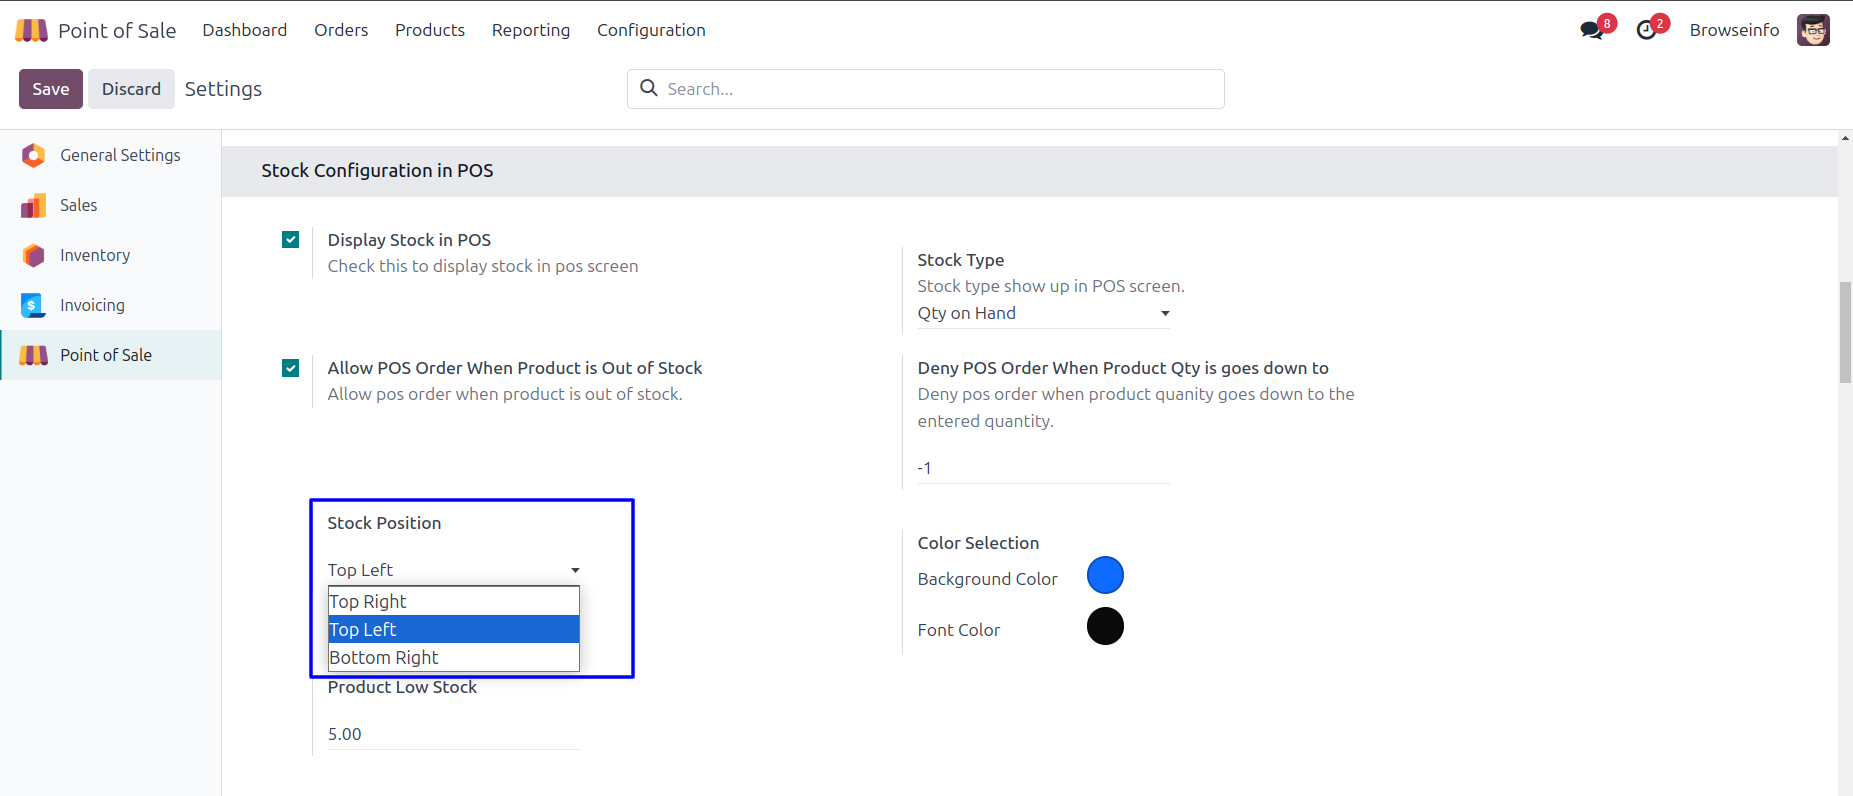 Point of Sale Dashboard Orders Products Reporting Configuration 8 2 Browseinfo
Save Discard Settings Search...
General Settings
Sales
Inventory
Invoicing
Point of Sale
Stock Configuration in POS
Display Stock in POS
Check this to display stock in pos screen
Stock Type
Stock type show up in POS screen.
Qty on Hand
Allow POS Order When Product is Out of Stock
Allow pos order when product is out of stock.
Deny POS Order When Product Qty is goes down to
Deny pos order when product quanity goes down to the
entered quantity.
-1
Stock Position
Top Left
Top Right
Top Left
Bottom Right
Color Selection
Background Color
Font Color
Product Low Stock
5.00